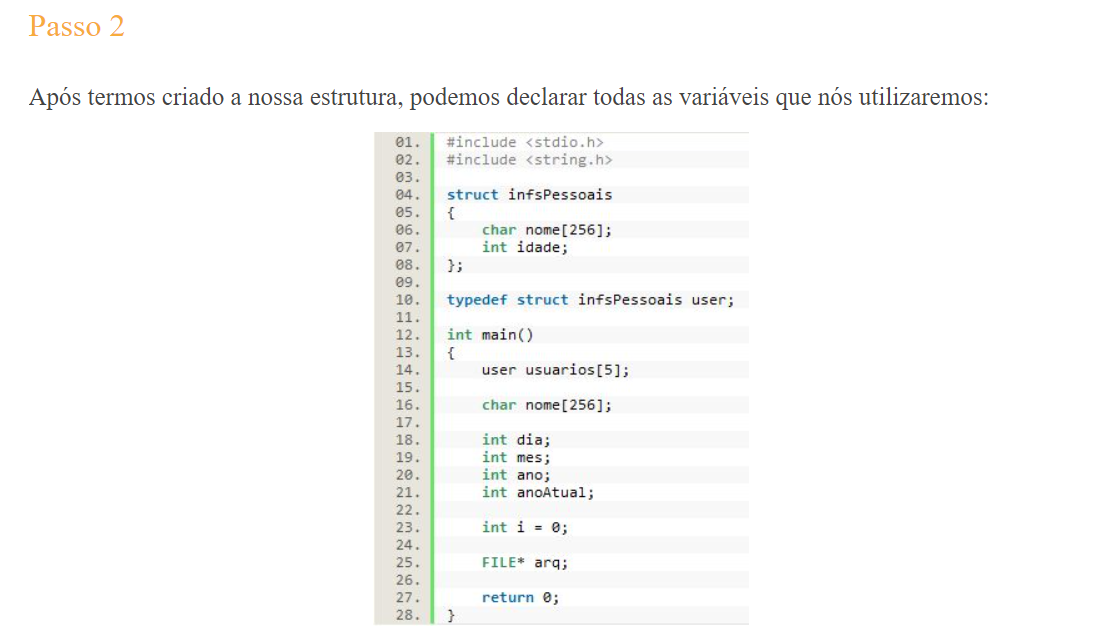 Passo 2
Após termos criado a nossa estrutura, podemos declarar todas as variáveis que nós utilizaremos:
01. #include <stdio.h>
02. #include <string.h>
03.
04. struct infsPessoais
05. {
06.     char nome[256];
07.     int idade;
08. };
09.
10. typedef struct infsPessoais user;
11.
12. int main()
13. {
14.     user usuarios[5];
15.
16.     char nome[256];
17.
18.     int dia;
19.     int mes;
20.     int ano;
21.     int anoAtual;
22.
23.     int i = 0;
24.
25.     FILE* arq;
26.
27.     return 0;
28. }